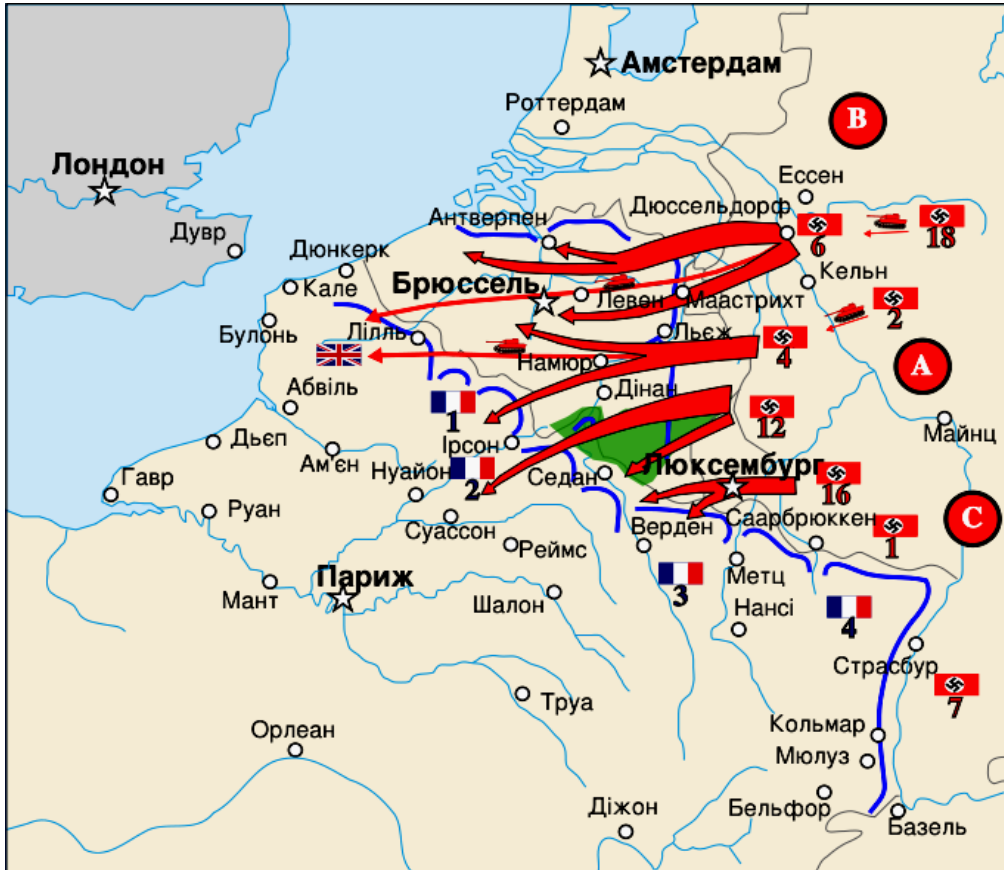 Амстердам
Роттердам
B
Лондон
Ессен
Дувр
Антверпен
Дюссельдорф
6
18
Дюнкерк
Кельн
Кале
Брюссель
Левен
Маастрихт
2
Булонь
Лілль
Льєж
4
Намюр
A
Абвіль
Дінан
1
12
Майнц
Дьєп
Ам'єн
Ірсон
Нуайон
2
Седан
Люксембург
16
Гавр
Руан
Суассон
Верден
Саарбрюккен
C
1
Реймс
Метц
Париж
3
Мант
Шалон
Нансі
4
Страсбур
Труа
7
Орлеан
Кольмар
Мюлуз
Діжон
Бельфор
Базель